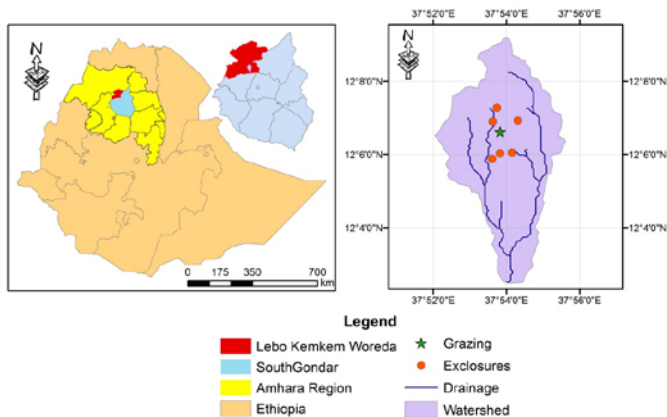 N
0 175 350 700
km
37°52'0"E 37°54'0"E 37°56'0"E
N
12°8'0"N 12°8'0"N
12°6'0"N 12°6'0"N
12°4'0"N 12°4'0"N
37°52'0"E 37°54'0"E 37°56'0"E
Legend
Lebo Kemkem Woreda
SouthGondar
Amhara Region
Ethiopia
Grazing
Exclosures
Drainage
Watershed